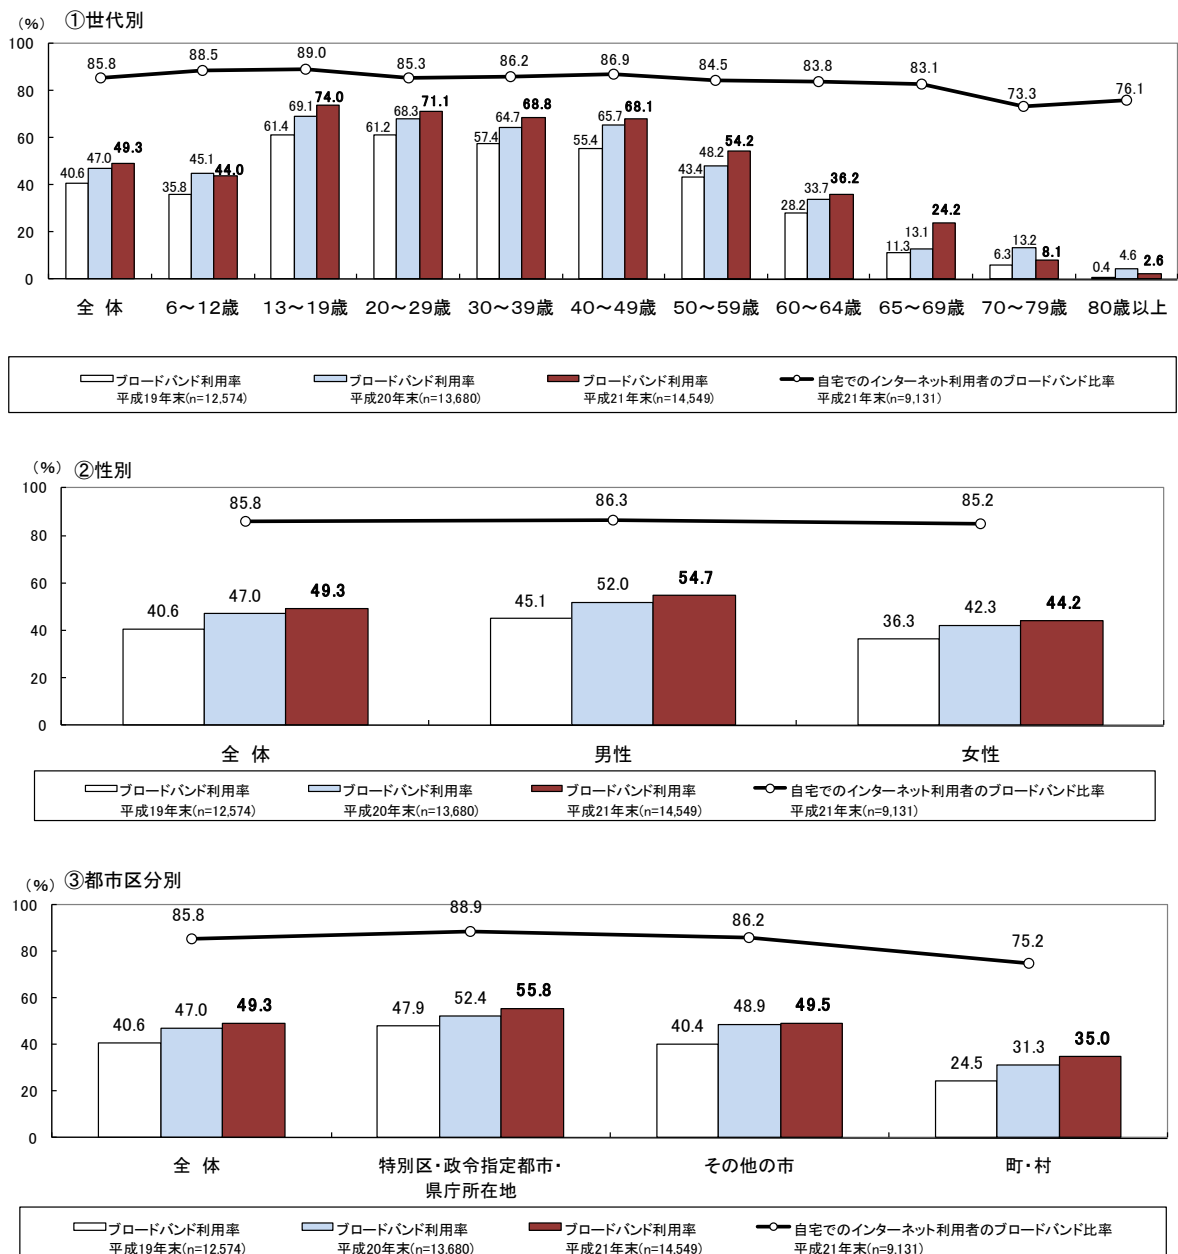 (%) ①世代別
100
80
60
40
20
0
85.8 88.5 89.0 85.3 86.2 86.9 84.5 83.8 83.1 73.3 76.1
40.6 47.0 49.3
35.8 45.1 44.0
61.4 69.1 74.0
61.2 68.3 71.1
57.4 64.7 68.8
55.4 65.7 68.1
43.4 48.2 54.2
28.2 33.7 36.2
11.3 13.1 24.2
6.3 13.2 8.1
0.4 4.6 2.6
全 体 6～12歳 13～19歳 20～29歳 30～39歳 40～49歳 50～59歳 60～64歳 65～69歳 70～79歳 80歳以上
ブロードバンド利用率 ブロードバンド利用率 ブロードバンド利用率 自宅でのインターネット利用者のブロードバンド比率
平成19年末(n=12,574) 平成20年末(n=13,680) 平成21年末(n=14,549) 平成21年末(n=9,131)
(%) ②性別
100
80
60
40
20
0
85.8 86.3 85.2
40.6 47.0 49.3
45.1 52.0 54.7
36.3 42.3 44.2
全 体 男性 女性
ブロードバンド利用率 ブロードバンド利用率 ブロードバンド利用率 自宅でのインターネット利用者のブロードバンド比率
平成19年末(n=12,574) 平成20年末(n=13,680) 平成21年末(n=14,549) 平成21年末(n=9,131)
(%) ③都市区分別
100
80
60
40
20
0
85.8 88.9 86.2 75.2
40.6 47.0 49.3
47.9 52.4 55.8
40.4 48.9 49.5
24.5 31.3 35.0
全 体 特別区・政令指定都市・ その他の市 町・村
県庁所在地
ブロードバンド利用率 ブロードバンド利用率 ブロードバンド利用率 自宅でのインターネット利用者のブロードバンド比率
平成19年末(n=12,574) 平成20年末(n=13,680) 平成21年末(n=14,549) 平成21年末(n=9,131)